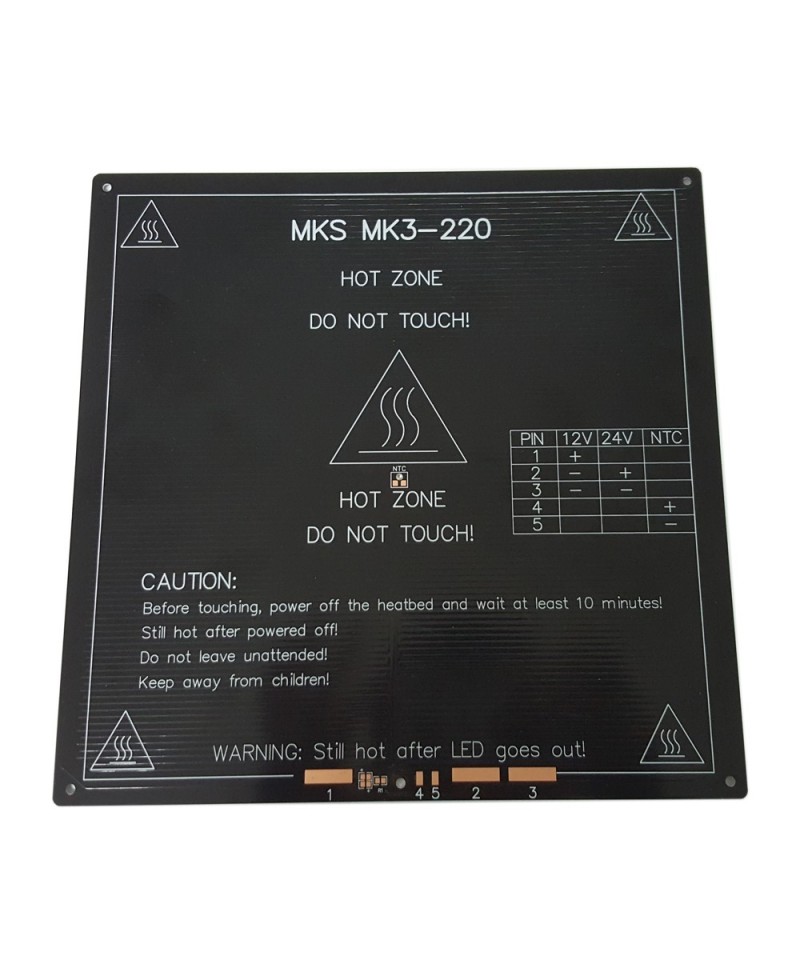 MKS MK3-220
HOT ZONE
DO NOT TOUCH!
PIN 12V 24V NTC
1 +
2 - +
3 - -
4 +
5 -
NTC
HOT ZONE
DO NOT TOUCH!
CAUTION:
Before touching, power off the heatbed and wait at least 10 minutes!
Still hot after powered off!
Do not leave unattended!
Keep away from children!
WARNING: Still hot after LED goes out!
1 4 5 2 3